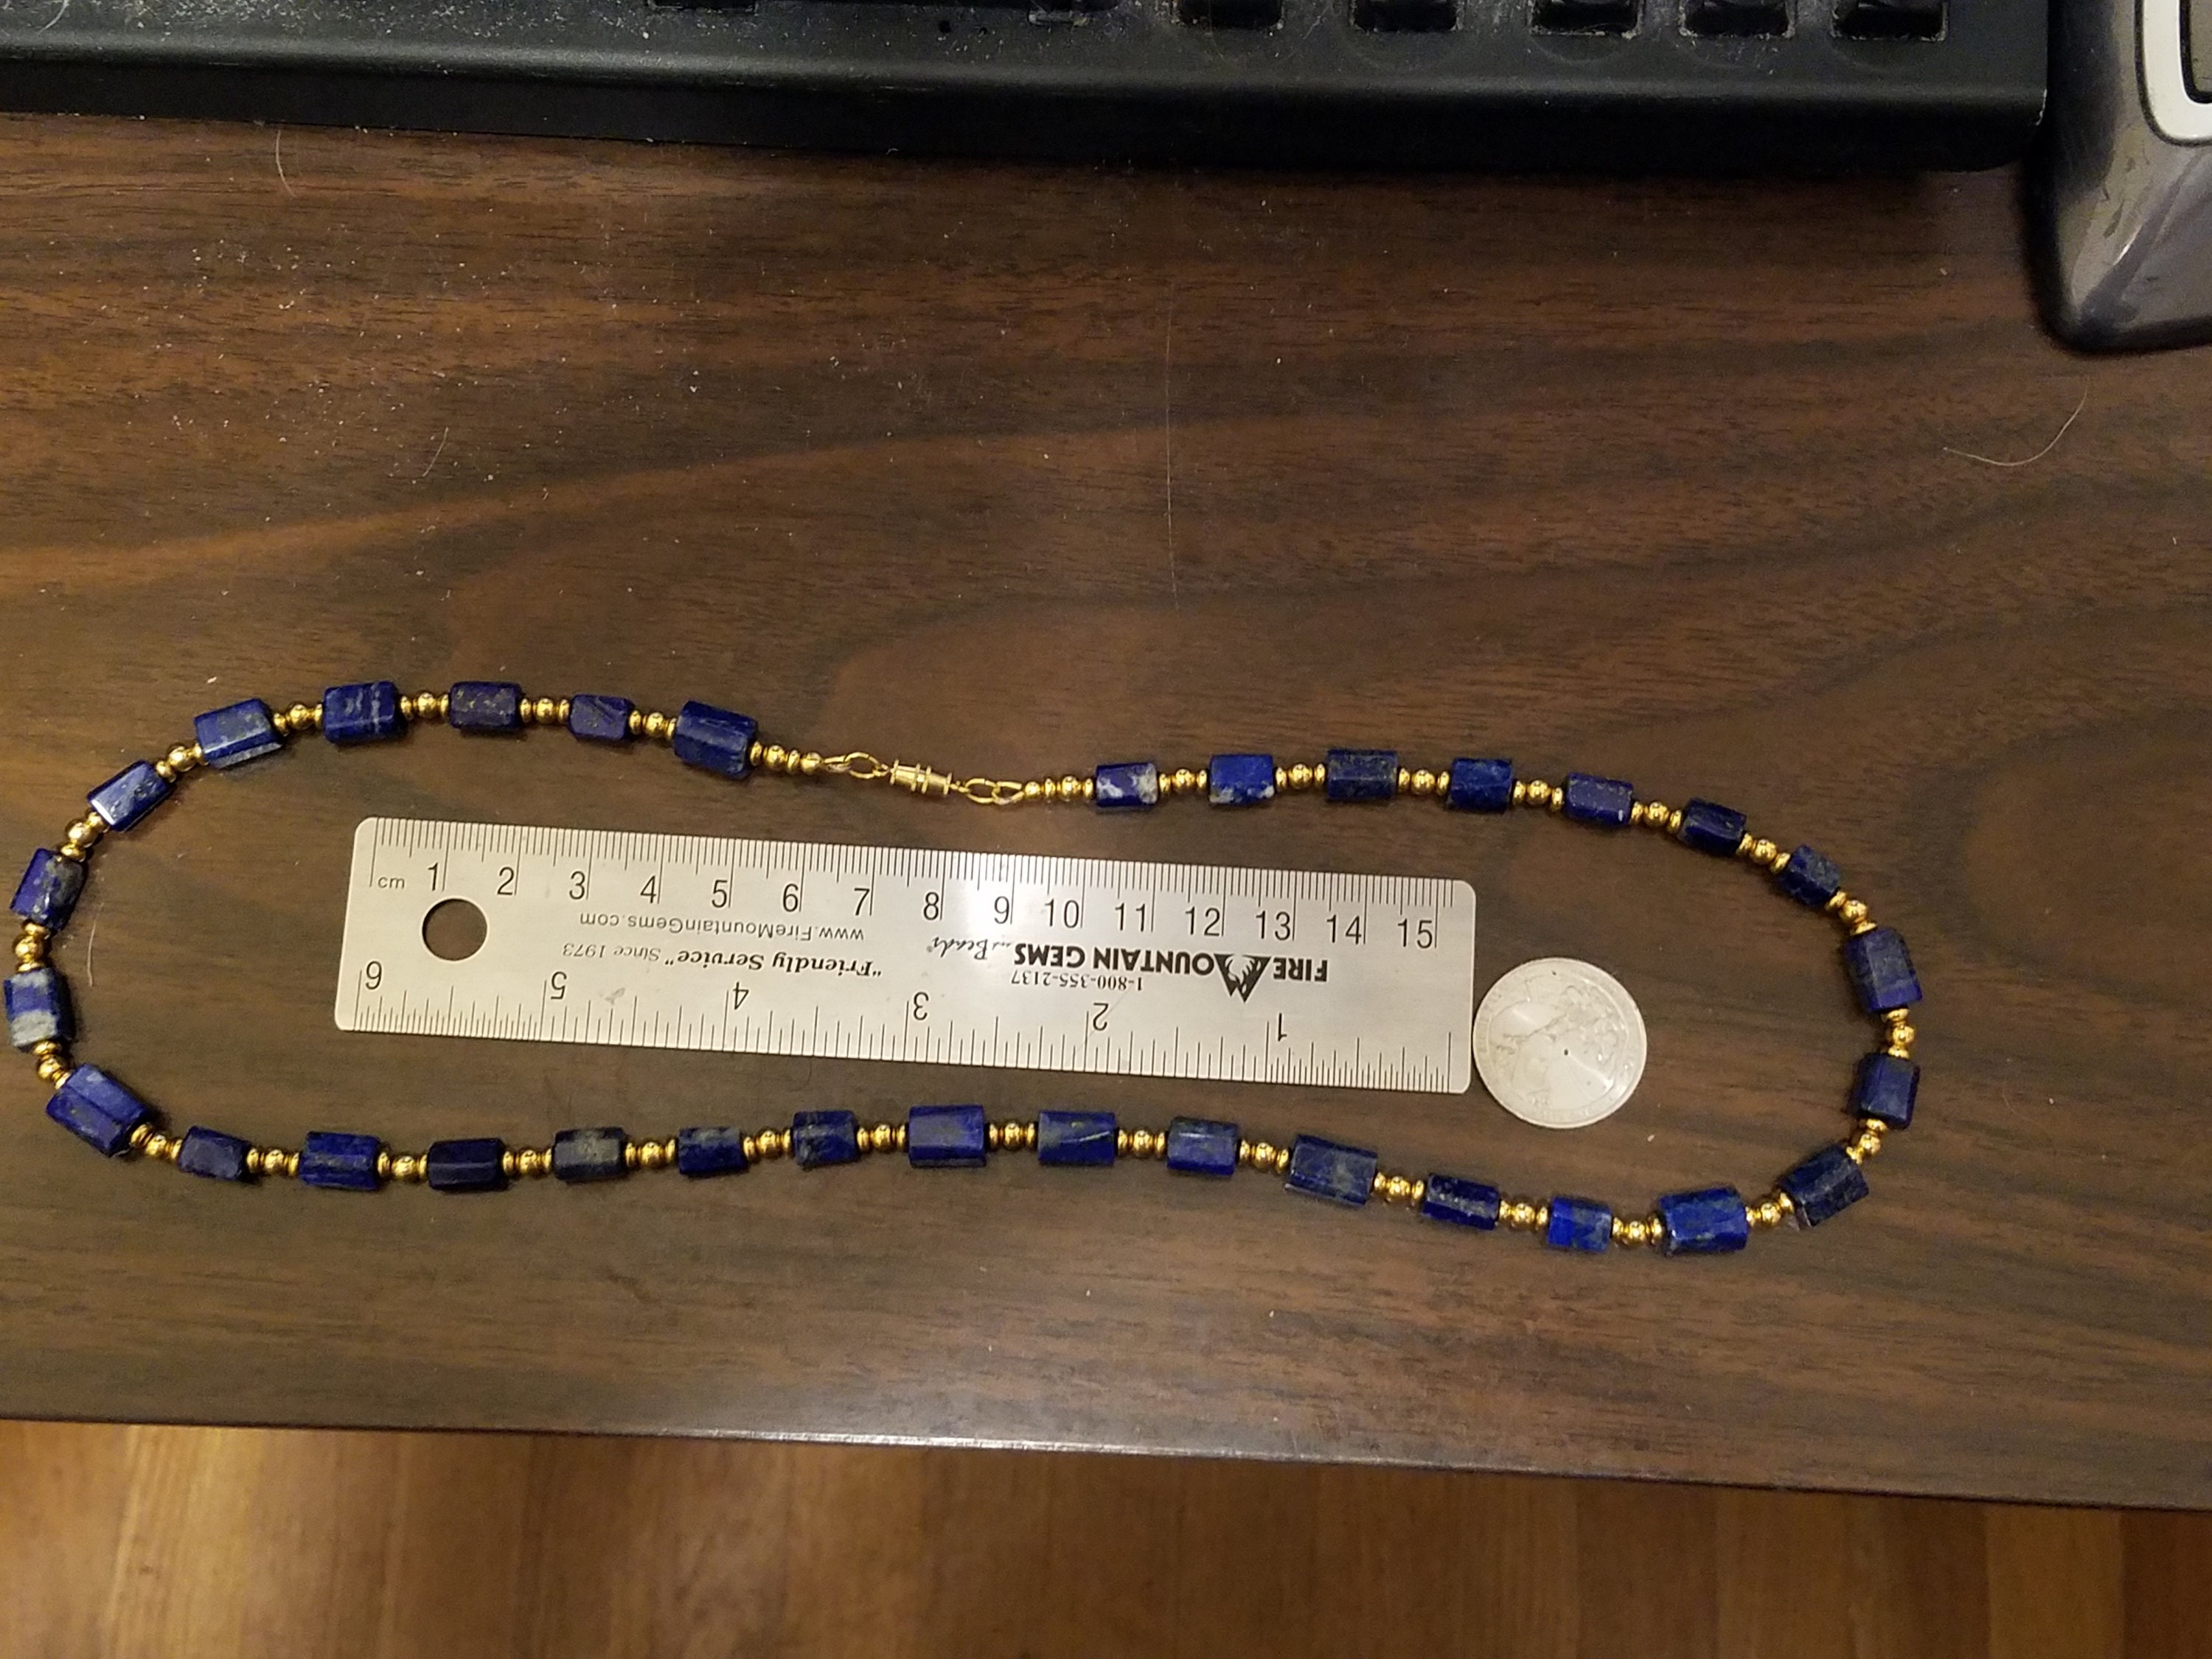 cm 1 2 3 4 5 6 7 8 9 10 11 12 13 14 15
FIRE MOUNTAIN GEMS ...and Beads®
www.FireMountainGems.com
1-800-355-2137
"Friendly Service" Since 1973
1 2 3 4 5 6